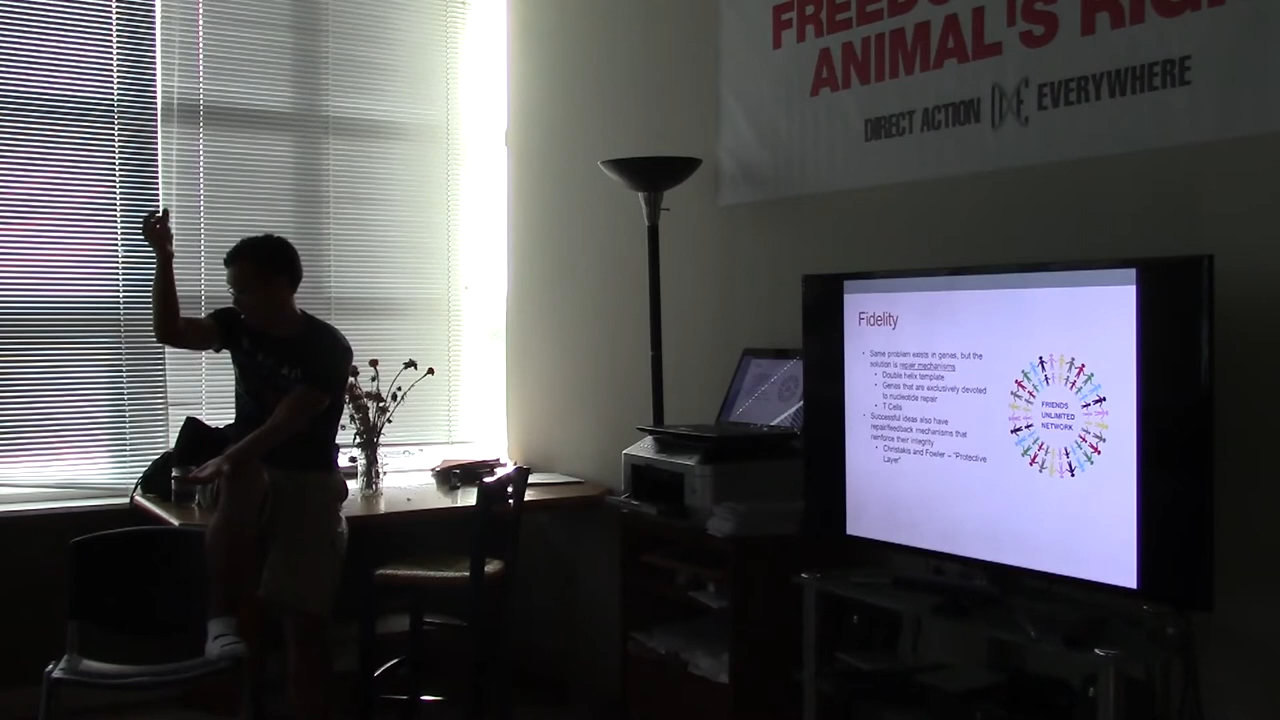 ANIMAL'S
DIRECT ACTION DxE EVERYWHERE
Fidelity
Same problem exists in genes, but the
solution is repair mechanisms
Double helix template
Genes that are exclusively devoted
to nucleotide repair
T Cells
Successful ideas also have
repair/feedback mechanisms that
reinforce their integrity
Christakis and Fowler – "Protective
Layer"
FRIENDS
UNLIMITED
NETWORK